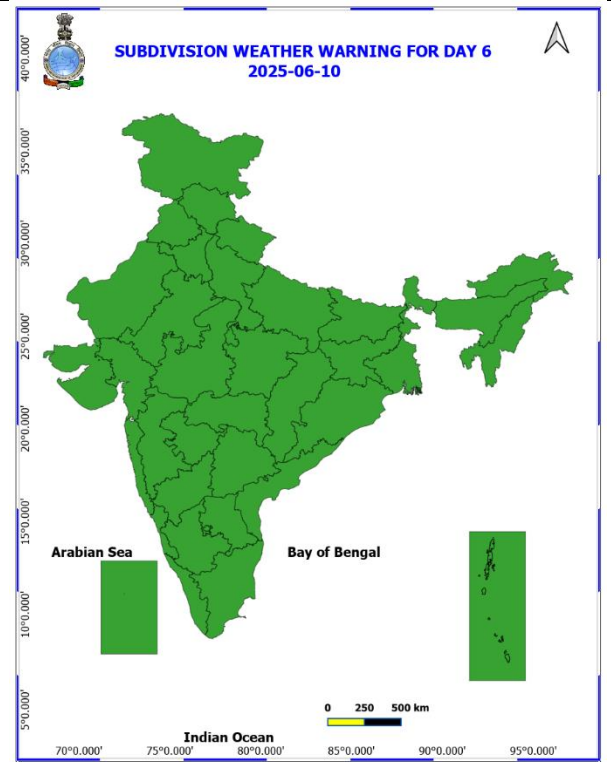 SUBDIVISION WEATHER WARNING FOR DAY 6
2025-06-10
40°0.000'
35°0.000'
30°0.000'
25°0.000'
20°0.000'
15°0.000'
10°0.000'
5°0.000'
Arabian Sea
Bay of Bengal
0 250 500 km
Indian Ocean
70°0.000' 75°0.000' 80°0.000' 85°0.000' 90°0.000' 95°0.000'